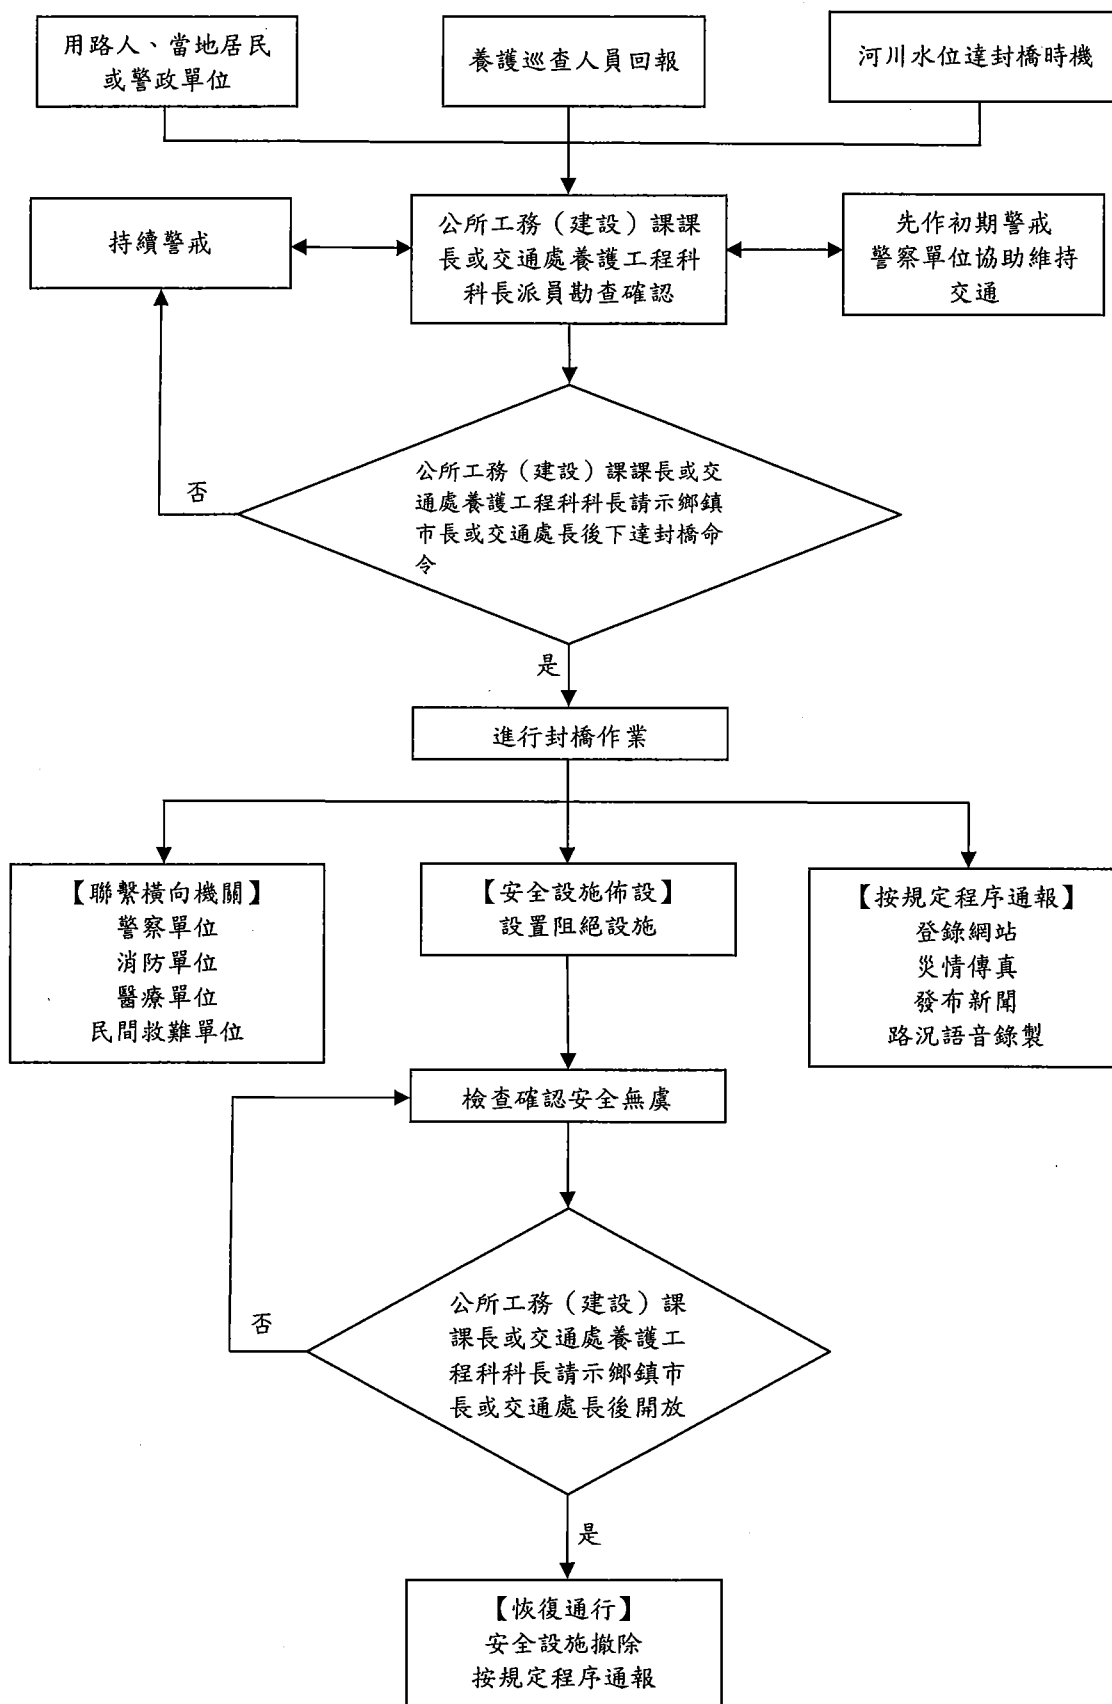 用路人、當地居民
或警政單位
養護巡查人員回報
河川水位達封橋時機
持續警戒
公所工務（建設）課課
長或交通處養護工程科
科長派員勘查確認
先作初期警戒
警察單位協助維持
交通
公所工務（建設）課課長或交
通處養護工程科科長請示鄉鎮
市長或交通處長後下達封橋命
令
否
是
進行封橋作業
【聯繫橫向機關】
警察單位
消防單位
醫療單位
民間救難單位
【安全設施佈設】
設置阻絕設施
【按規定程序通報】
登錄網站
災情傳真
發布新聞
路況語音錄製
檢查確認安全無虞
公所工務（建設）課
課長或交通處養護工
程科科長請示鄉鎮市
長或交通處長後開放
否
是
【恢復通行】
安全設施撤除
按規定程序通報